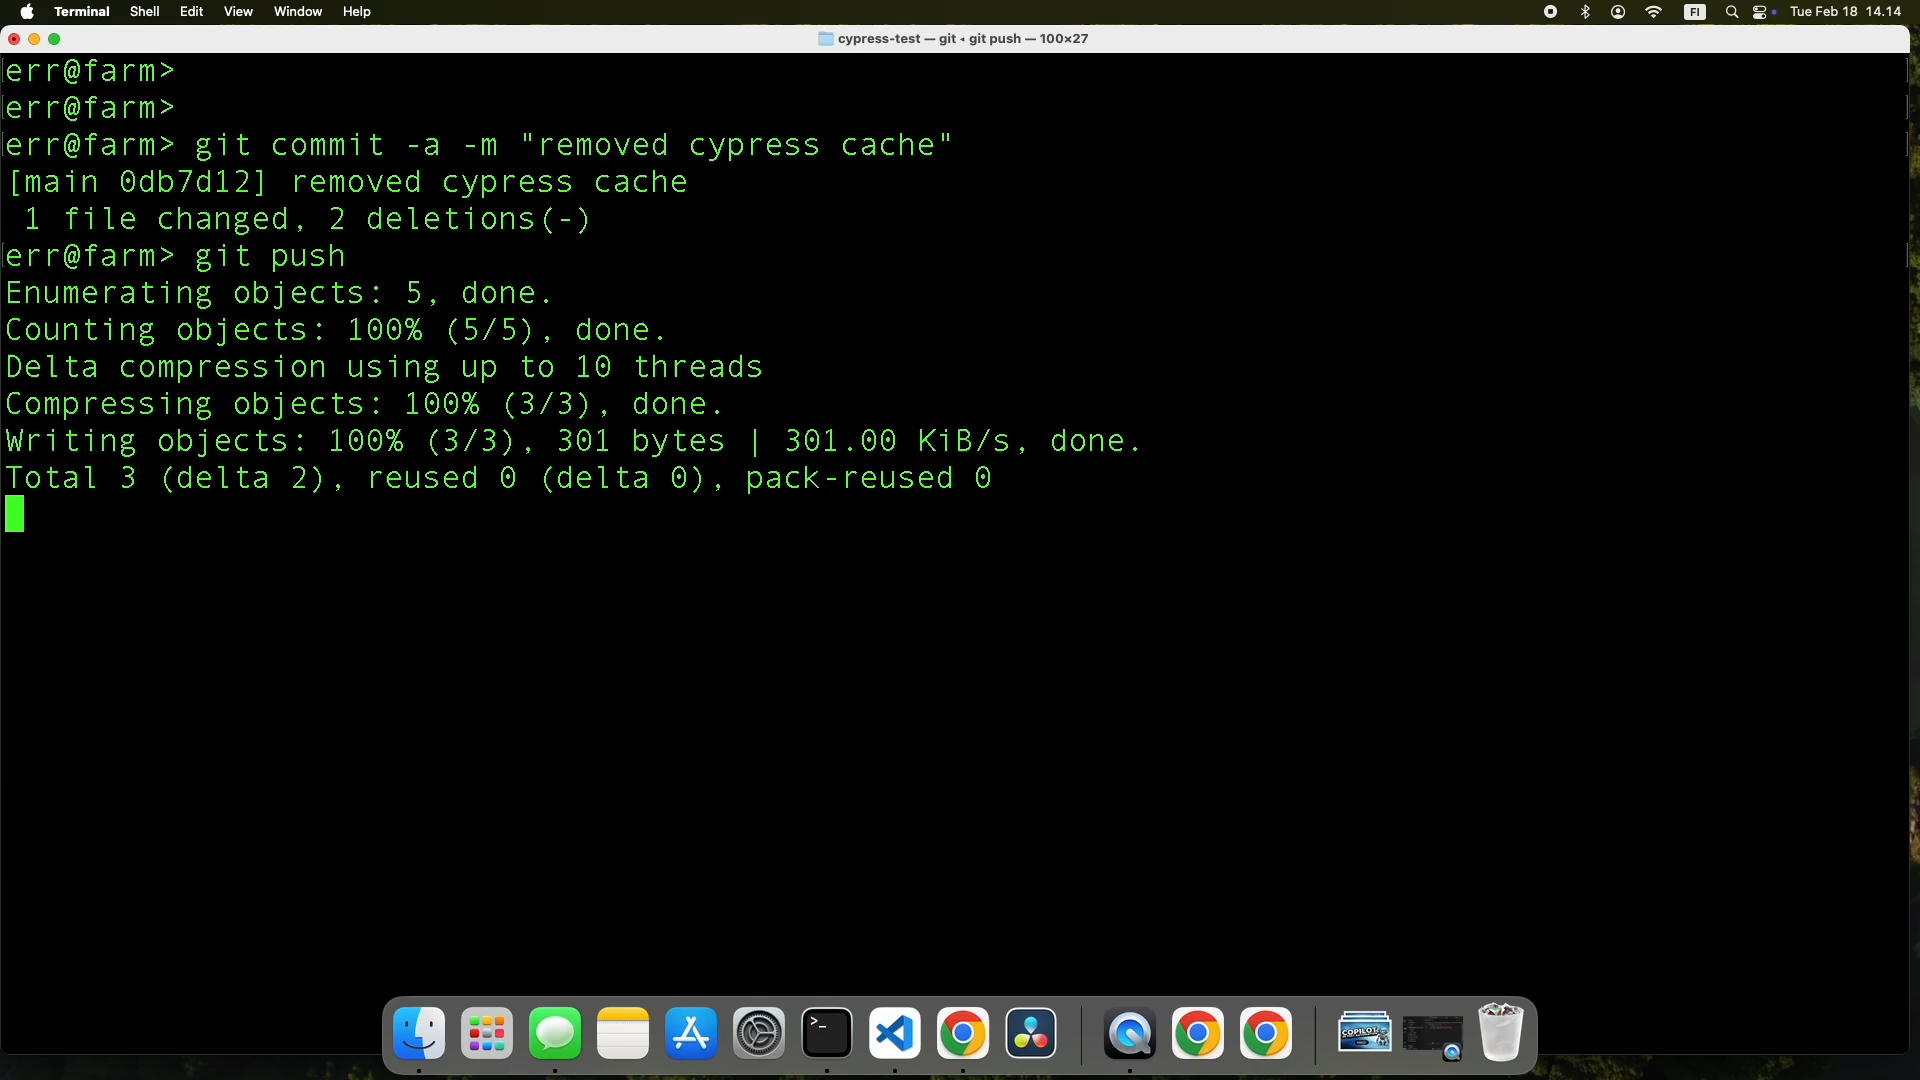 Terminal Shell Edit View Window Help FI Tue Feb 18 14.14
cypress-test — git ◂ git push — 100×27
err@farm>
err@farm>
err@farm> git commit -a -m "removed cypress cache"
[main 0db7d12] removed cypress cache
 1 file changed, 2 deletions(-)
err@farm> git push
Enumerating objects: 5, done.
Counting objects: 100% (5/5), done.
Delta compression using up to 10 threads
Compressing objects: 100% (3/3), done.
Writing objects: 100% (3/3), 301 bytes | 301.00 KiB/s, done.
Total 3 (delta 2), reused 0 (delta 0), pack-reused 0
COPILOT